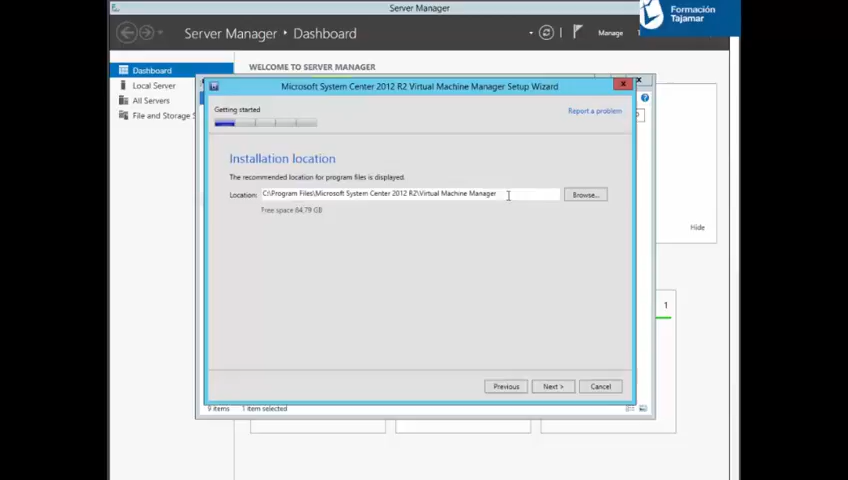 Server Manager
Formación
Tajamar
Server Manager • Dashboard
Manage
Dashboard
Local Server
All Servers
File and Storage S
WELCOME TO SERVER MANAGER
Microsoft System Center 2012 R2 Virtual Machine Manager Setup Wizard
Getting started
Report a problem
Installation location
The recommended location for program files is displayed.
Location:
C:\Program Files\Microsoft System Center 2012 R2\Virtual Machine Manager
Browse...
Free space 84,79 GB
Hide
1
Previous
Next >
Cancel
9 items
1 item selected